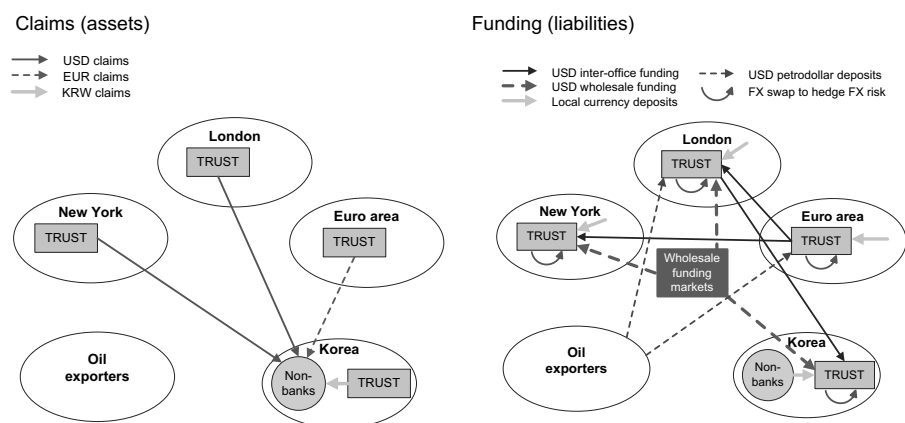 Claims (assets)
USD claims
EUR claims
KRW claims
London
TRUST
New York
TRUST
Euro area
TRUST
Oil
exporters
Korea
Non-
banks
TRUST
Funding (liabilities)
USD inter-office funding
USD wholesale funding
Local currency deposits
USD petrodollar deposits
FX swap to hedge FX risk
London
TRUST
New York
TRUST
Euro area
TRUST
Wholesale
funding
markets
Oil
exporters
Korea
Non-
banks
TRUST